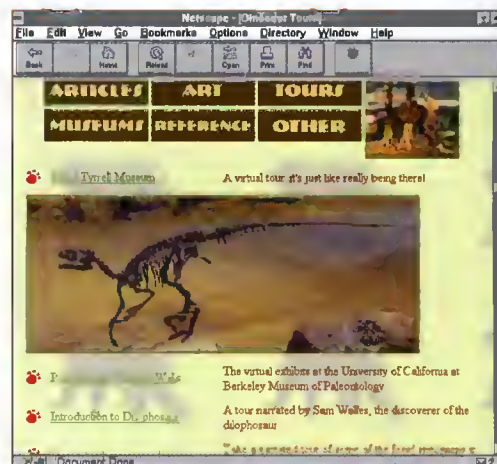 Netscape - [Dinosaur Tours]
File Edit View Go Bookmarks Options Directory Window Help
Back Home Reload Open Print Find
ARTICLES ART TOURS
MUSEUMS REFERENCE OTHER
Tyrrell Museum A virtual tour it's just like really being there!
The virtual exhibits at the University of California at
Berkeley Museum of Paleontology
Introduction to A tour narrated by Sam Welles, the discoverer of the
dilophosaur
Document Done